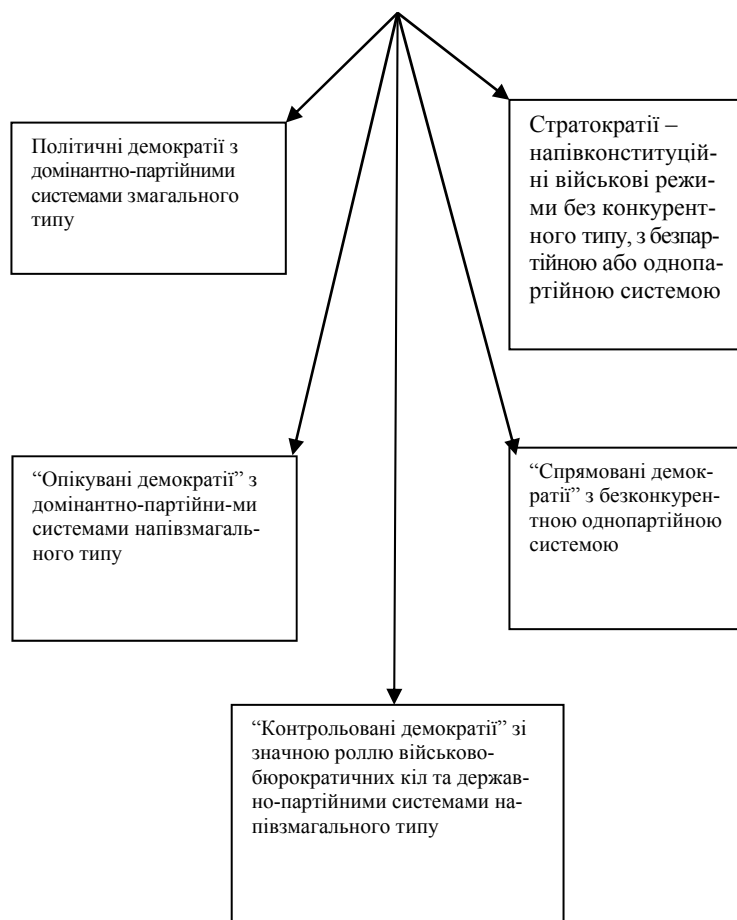 Політичні демократії з
домінантно-партійними
системами змагального
типу
Стратократії –
напівконституцій-
ні військові режи-
ми без конкурент-
ного типу, з безпар-
тійною або однопа-
ртійною системою
“Опікувані демократії” з
домінантно-партійни-ми
системами напівзмагаль-
ного типу
“Спрямовані демок-
ратії” з безконкурен-
тною однопартійною
системою
“Контрольовані демократії” зі
значною роллю військово-
бюрократичних кіл та держав-
но-партійними системами на-
півзмагального типу